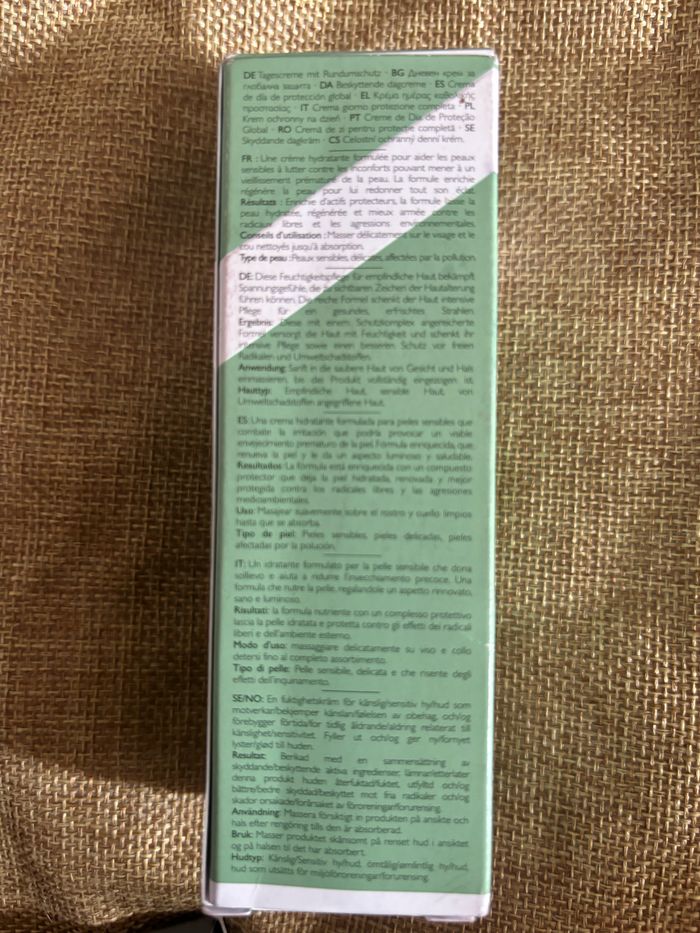 DE Tagescreme mit Rundumschutz · BG Дневен крем за
глобална защита · DA Beskyttende dagcreme · ES Crema
de día de protección global · EL Κρέμα ημέρας καθολικής
προστασίας · IT Crema giorno protezione completa · PL
Krem ochronny na dzień · PT Creme de Dia de Proteção
Global · RO Cremă de zi pentru protecție completă · SE
Skyddande dagkräm · CS Celostní ochranný denní krém.
FR : Une crème hydratante formulée pour aider les peaux
sensibles à lutter contre les inconforts pouvant mener à un
vieillissement prématuré de la peau. La formule enrichie
régénère la peau pour lui redonner tout son éclat.
Résultats : Enrichie d'actifs protecteurs, la formule laisse la
peau hydratée, régénérée et mieux armée contre les
radicaux libres et les agressions environnementales.
Conseils d'utilisation : Masser délicatement sur le visage et le
cou nettoyés jusqu'à absorption.
Type de peau : Peaux sensibles, délicates, affectées par la pollution.
DE: Diese Feuchtigkeitspflege für empfindliche Haut bekämpft
Spannungsgefühle, die zu sichtbaren Zeichen der Hautalterung
führen können. Die reiche Formel schenkt der Haut intensive
Pflege für ein gesundes, erfrischtes Strahlen.
Ergebnis: Diese mit einem Schutzkomplex angereicherte
Formel versorgt die Haut mit Feuchtigkeit und schenkt ihr
intensive Pflege sowie einen besseren Schutz vor freien
Radikalen und Umweltschadstoffen.
Anwendung: Sanft in die saubere Haut von Gesicht und Hals
einmassieren, bis das Produkt vollständig eingezogen ist.
Hauttyp: Empfindliche Haut, sensible Haut, von
Umweltschadstoffen angegriffene Haut.
ES: Una crema hidratante formulada para pieles sensibles que
combate la irritación que podría provocar un visible
envejecimiento prematuro de la piel. Fórmula enriquecida, que
renueva la piel y le da un aspecto luminoso y saludable.
Resultados: La fórmula está enriquecida con un compuesto
protector que deja la piel hidratada, renovada y mejor
protegida contra los radicales libres y las agresiones
medioambientales.
Uso: Masajear suavemente sobre el rostro y cuello limpios
hasta que se absorba.
Tipo de piel: Pieles sensibles, pieles delicadas, pieles
afectadas por la polución.
IT: Un idratante formulato per la pelle sensibile che dona
sollievo e aiuta a ridurre l'invecchiamento precoce. Una
formula che nutre la pelle, regalandole un aspetto rinnovato,
sano e luminoso.
Risultati: la formula nutriente con un complesso protettivo
lascia la pelle idratata e protetta contro gli effetti dei radicali
liberi e dell'ambiente esterno.
Modo d'uso: massaggiare delicatamente su viso e collo
detersi fino al completo assorbimento.
Tipo di pelle: Pelle sensibile, delicata e che risente degli
effetti dell'inquinamento.
SE/NO: En fuktighetskräm för känslig/sensitiv hy/hud som
motverkar/bekjemper känslan/følelsen av obehag, och/og
förebygger förtida/for tidlig åldrande/aldring relaterat till
känslighet/sensitivitet. Fyller ut och/og ger ny/fornyet
lyster/glød till huden.
Resultat: Berikad med en sammensättning av
skyddande/beskyttende aktiva ingredienser, lämnar/etterlater
denna produkt huden återfuktad/fuktet, utfylltd och/og
bättre/bedre skyddad/beskyttet mot fria radikaler och/og
skador orsakade/forårsaket av föroreningar/forurensing.
Användning: Massera försiktigt in produkten på ansikte och
hals efter rengöring tills den är absorberad.
Bruk: Masser produktet skånsomt på renset hud i ansiktet
og på halsen til det har absorbert.
Hudtyp: Känslig/Sensitiv hy/hud, ömtålig/ømtlintlig hy/hud,
hud som utsätts för miljöföroreningar/forurensing.